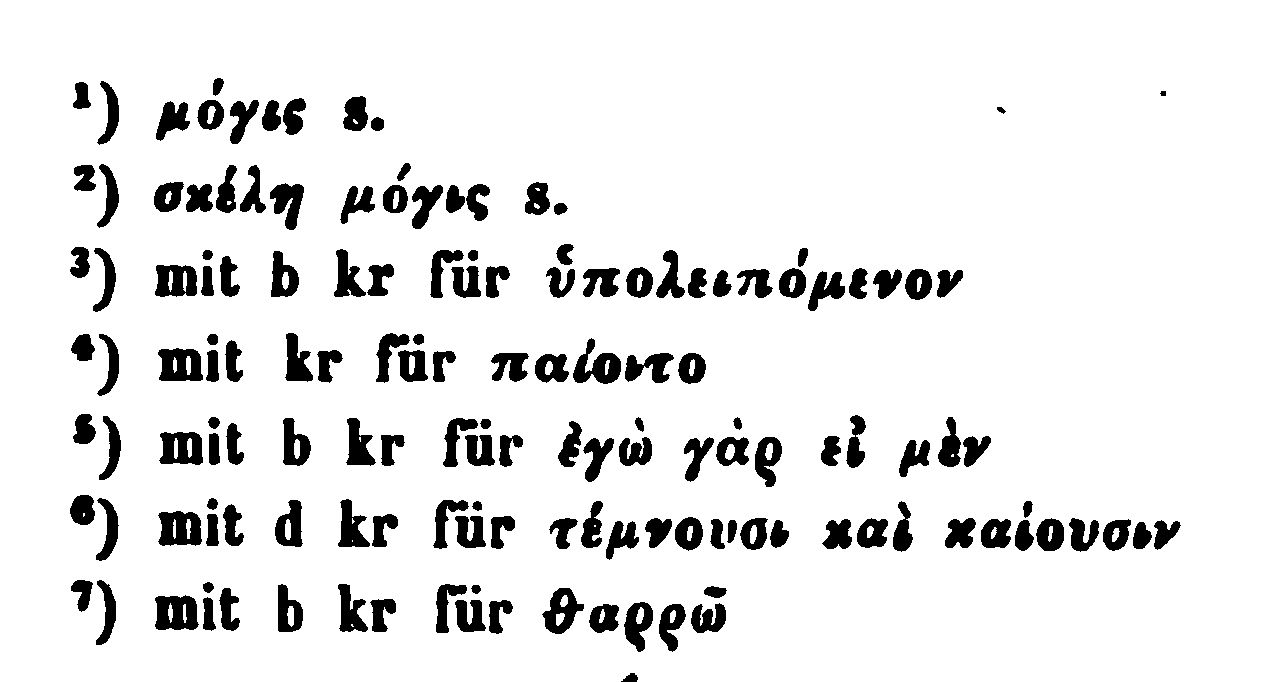 ¹) μόγις s.
²) σκέλη μόγις s.
³) mit b kr für ὑπολειπόμενον
⁴) mit kr für παίοντο
⁵) mit b kr für ἐγὼ γὰρ εἰ μὲν
⁶) mit d kr für τέμνουσι καὶ καίουσιν
⁷) mit b kr für θαρρῶ